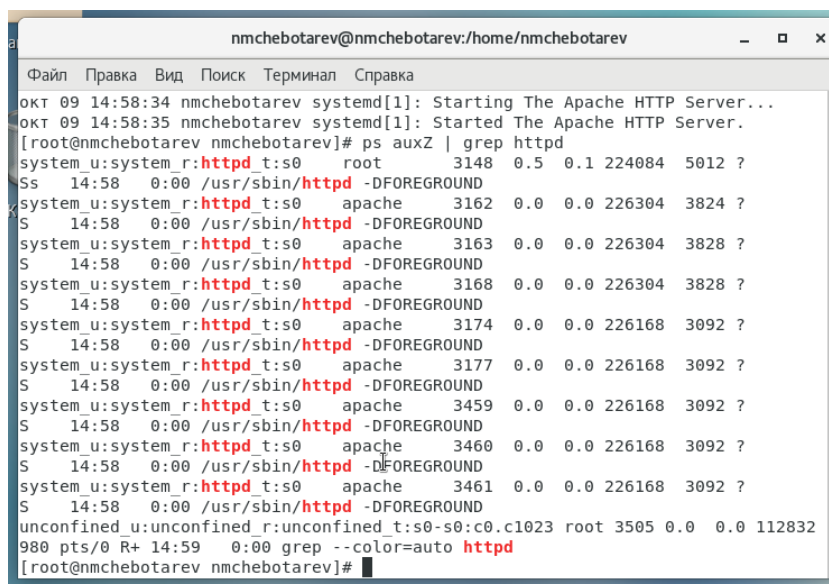 nmchebotarev@nmchebotarev:/home/nmchebotarev
Файл Правка Вид Поиск Терминал Справка
окт 09 14:58:34 nmchebotarev systemd[1]: Starting The Apache HTTP Server...
окт 09 14:58:35 nmchebotarev systemd[1]: Started The Apache HTTP Server.
[root@nmchebotarev nmchebotarev]# ps auxZ | grep httpd
system_u:system_r:httpd_t:s0    root       3148  0.5  0.1 224084  5012 ?
Ss   14:58   0:00 /usr/sbin/httpd -DFOREGROUND
system_u:system_r:httpd_t:s0    apache     3162  0.0  0.0 226304  3824 ?
S    14:58   0:00 /usr/sbin/httpd -DFOREGROUND
system_u:system_r:httpd_t:s0    apache     3163  0.0  0.0 226304  3828 ?
S    14:58   0:00 /usr/sbin/httpd -DFOREGROUND
system_u:system_r:httpd_t:s0    apache     3168  0.0  0.0 226304  3828 ?
S    14:58   0:00 /usr/sbin/httpd -DFOREGROUND
system_u:system_r:httpd_t:s0    apache     3174  0.0  0.0 226168  3092 ?
S    14:58   0:00 /usr/sbin/httpd -DFOREGROUND
system_u:system_r:httpd_t:s0    apache     3177  0.0  0.0 226168  3092 ?
S    14:58   0:00 /usr/sbin/httpd -DFOREGROUND
system_u:system_r:httpd_t:s0    apache     3459  0.0  0.0 226168  3092 ?
S    14:58   0:00 /usr/sbin/httpd -DFOREGROUND
system_u:system_r:httpd_t:s0    apache     3460  0.0  0.0 226168  3092 ?
S    14:58   0:00 /usr/sbin/httpd -DFOREGROUND
system_u:system_r:httpd_t:s0    apache     3461  0.0  0.0 226168  3092 ?
S    14:58   0:00 /usr/sbin/httpd -DFOREGROUND
unconfined_u:unconfined_r:unconfined_t:s0-s0:c0.c1023 root 3505 0.0  0.0 112832
980 pts/0 R+ 14:59   0:00 grep --color=auto httpd
[root@nmchebotarev nmchebotarev]#